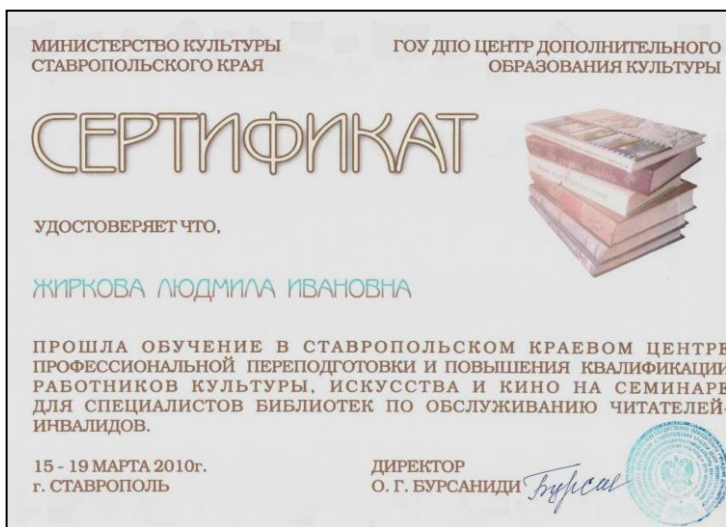 МИНИСТЕРСТВО КУЛЬТУРЫ
СТАВРОПОЛЬСКОГО КРАЯ
ГОУ ДПО ЦЕНТР ДОПОЛНИТЕЛЬНОГО
ОБРАЗОВАНИЯ КУЛЬТУРЫ
СЕРТИФИКАТ
УДОСТОВЕРЯЕТ ЧТО,
ЖИРКОВА ЛЮДМИЛА ИВАНОВНА
ПРОШЛА ОБУЧЕНИЕ В СТАВРОПОЛЬСКОМ КРАЕВОМ ЦЕНТРЕ
ПРОФЕССИОНАЛЬНОЙ ПЕРЕПОДГОТОВКИ И ПОВЫШЕНИЯ КВАЛИФИКАЦИИ
РАБОТНИКОВ КУЛЬТУРЫ, ИСКУССТВА И КИНО НА СЕМИНАРЕ
ДЛЯ СПЕЦИАЛИСТОВ БИБЛИОТЕК ПО ОБСЛУЖИВАНИЮ ЧИТАТЕЛЕЙ-
ИНВАЛИДОВ.
15 - 19 МАРТА 2010г.
г. СТАВРОПОЛЬ
ДИРЕКТОР
О. Г. БУРСАНИДИ